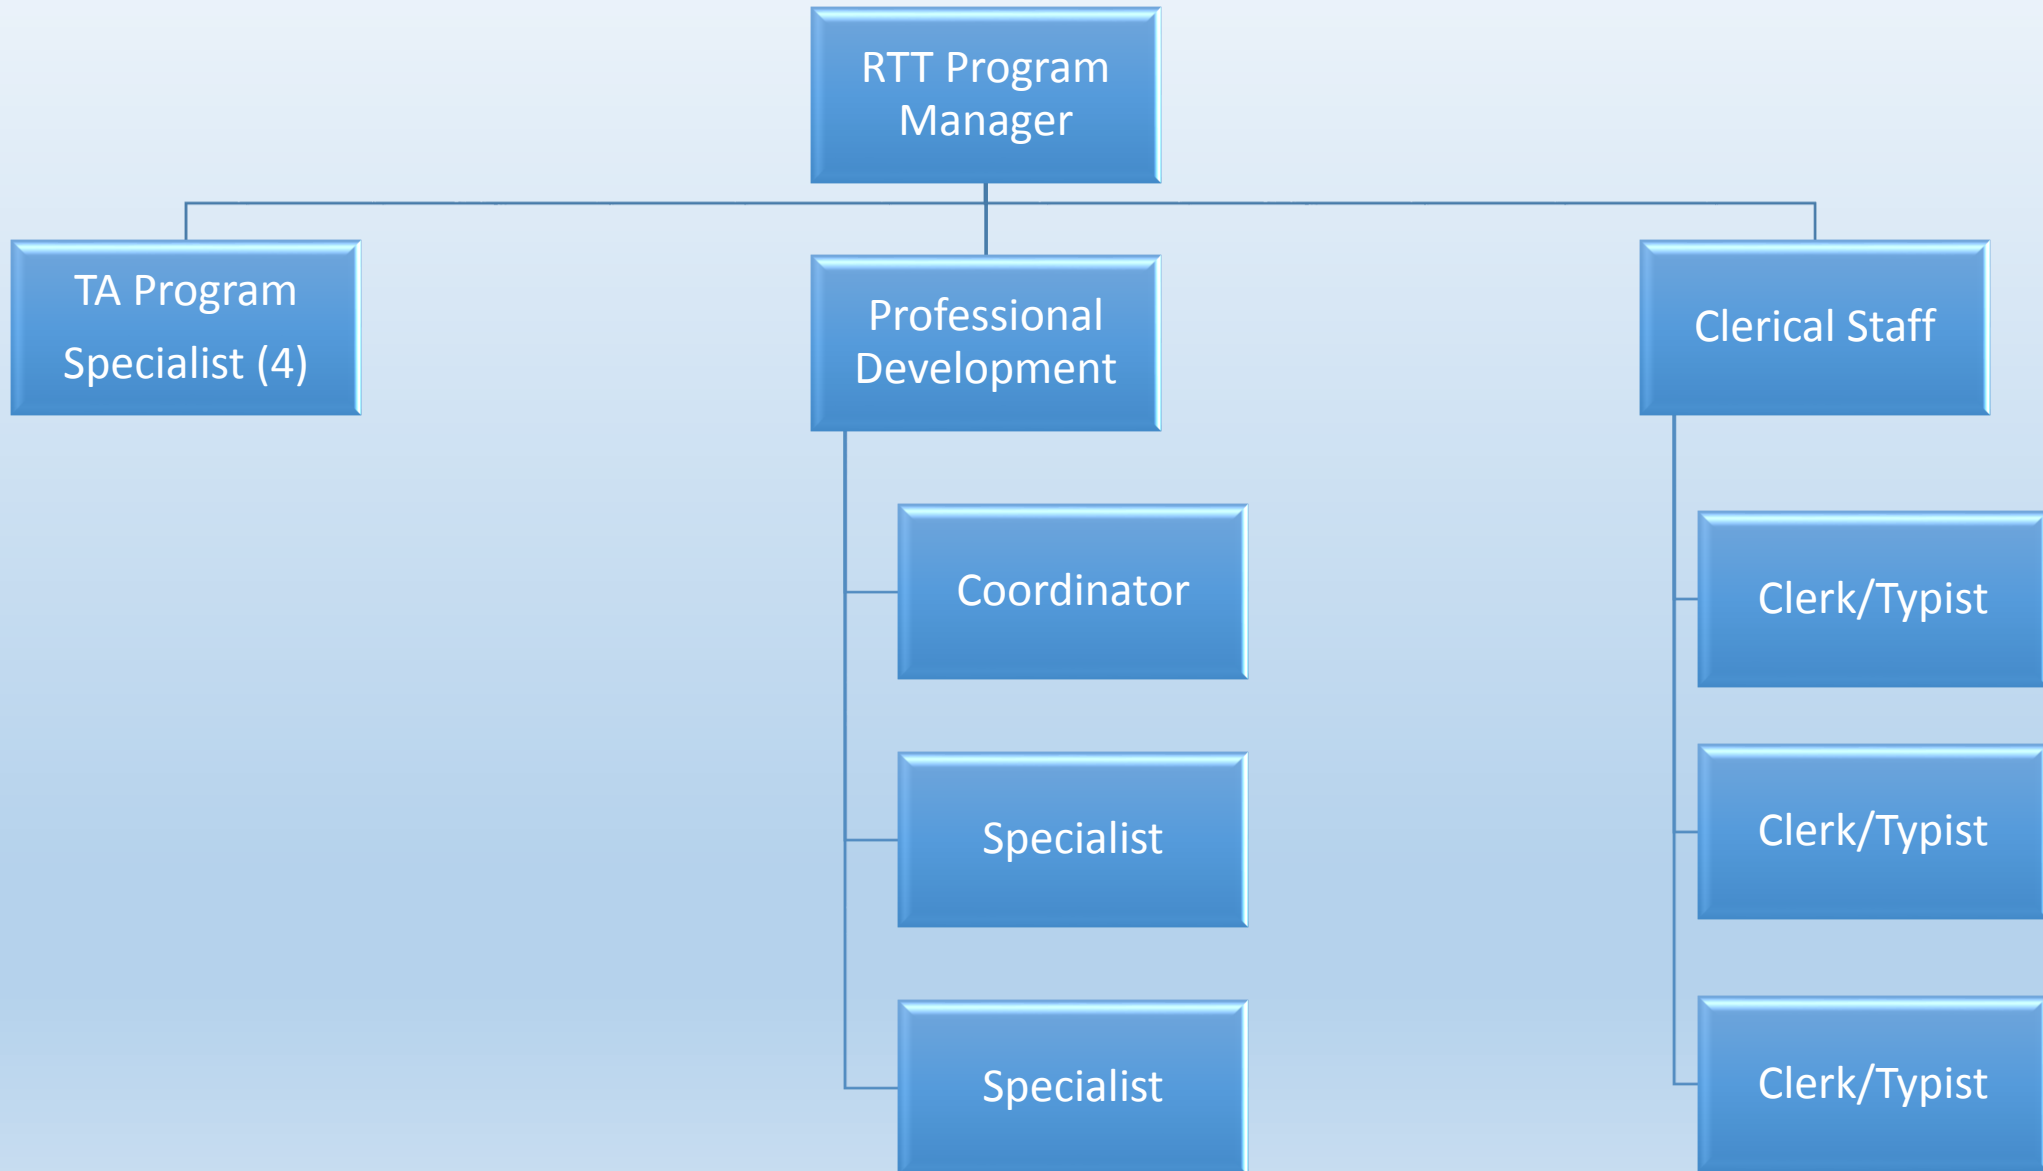 RTT Program
Manager
TA Program
Specialist (4)
Professional
Development
Clerical Staff
Coordinator
Specialist
Specialist
Clerk/Typist
Clerk/Typist
Clerk/Typist